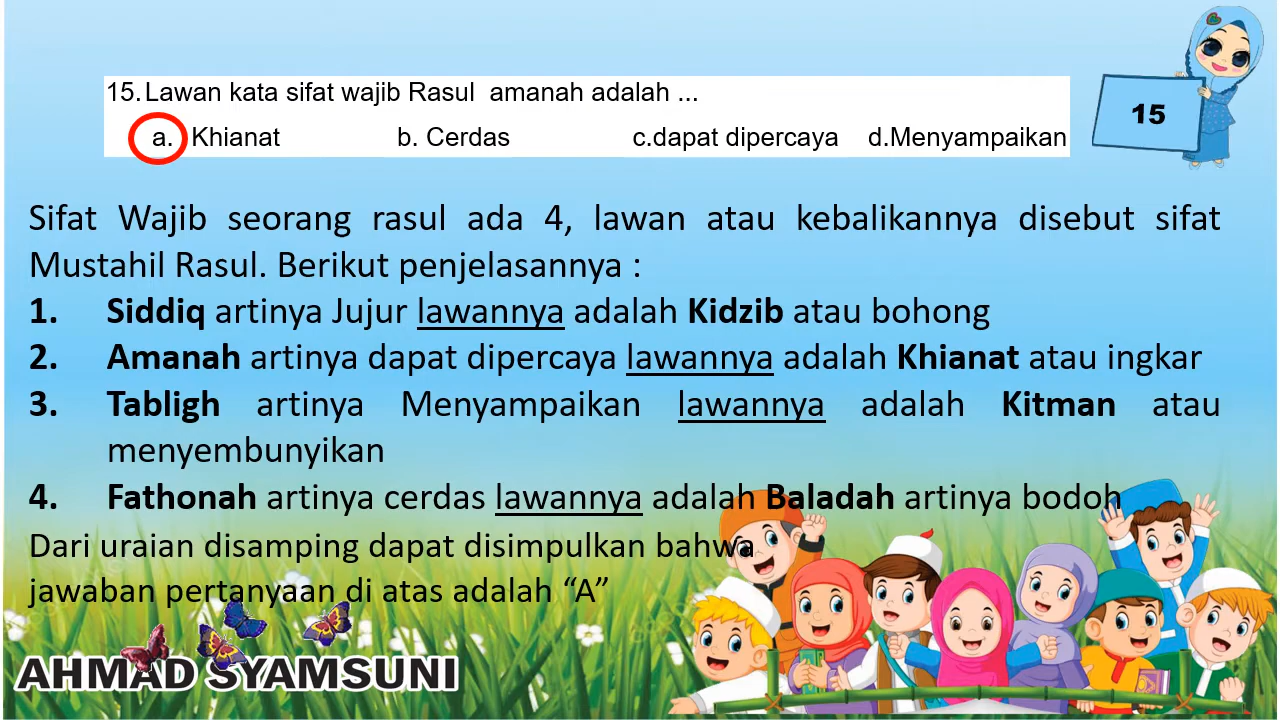 15. Lawan kata sifat wajib Rasul amanah adalah ...
a. Khianat b. Cerdas c.dapat dipercaya d.Menyampaikan
15
Sifat Wajib seorang rasul ada 4, lawan atau kebalikannya disebut sifat
Mustahil Rasul. Berikut penjelasannya :
1. Siddiq artinya Jujur lawannya adalah Kidzib atau bohong
2. Amanah artinya dapat dipercaya lawannya adalah Khianat atau ingkar
3. Tabligh artinya Menyampaikan lawannya adalah Kitman atau
menyembunyikan
4. Fathonah artinya cerdas lawannya adalah Baladah artinya bodoh
Dari uraian disamping dapat disimpulkan bahwa
jawaban pertanyaan di atas adalah “A”
AHMAD SYAMSUNI